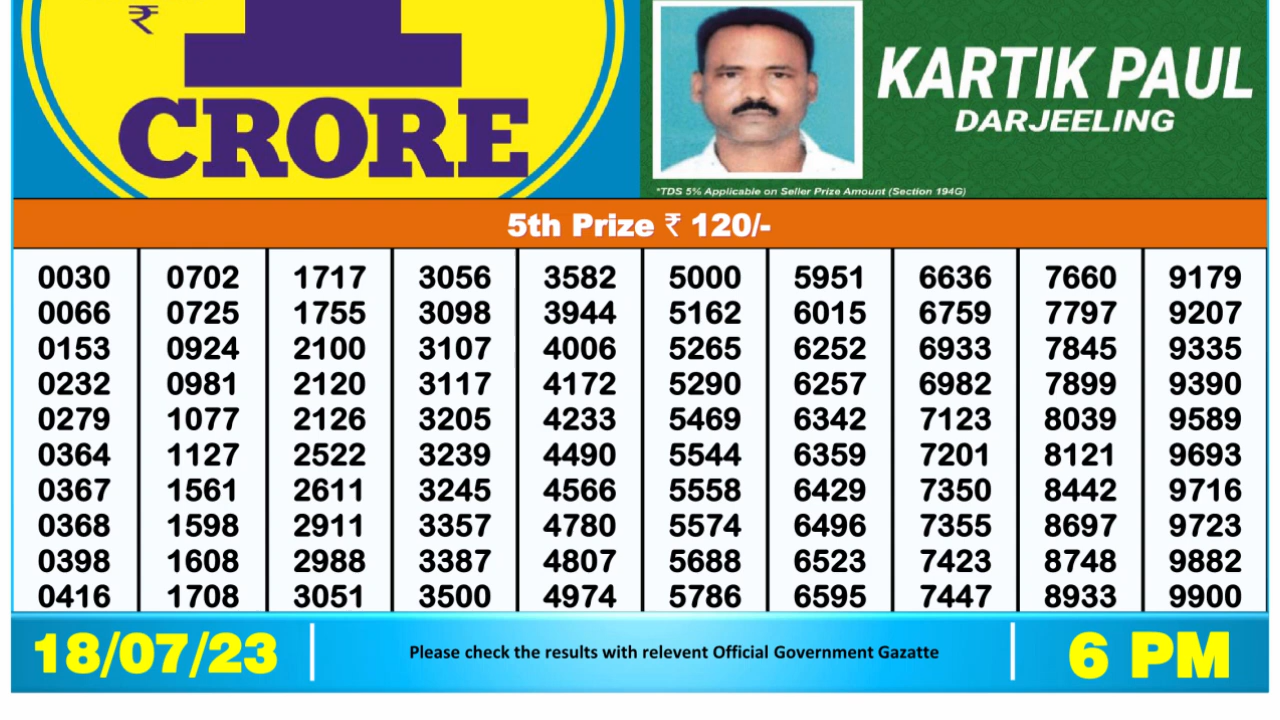 ₹
1
CRORE
KARTIK PAUL
DARJEELING
*TDS 5% Applicable on Seller Prize Amount (Section 194G)
5th Prize ₹ 120/-
0030 0702 1717 3056 3582 5000 5951 6636 7660 9179
0066 0725 1755 3098 3944 5162 6015 6759 7797 9207
0153 0924 2100 3107 4006 5265 6252 6933 7845 9335
0232 0981 2120 3117 4172 5290 6257 6982 7899 9390
0279 1077 2126 3205 4233 5469 6342 7123 8039 9589
0364 1127 2522 3239 4490 5544 6359 7201 8121 9693
0367 1561 2611 3245 4566 5558 6429 7350 8442 9716
0368 1598 2911 3357 4780 5574 6496 7355 8697 9723
0398 1608 2988 3387 4807 5688 6523 7423 8748 9882
0416 1708 3051 3500 4974 5786 6595 7447 8933 9900
18/07/23
Please check the results with relevent Official Government Gazatte
6 PM